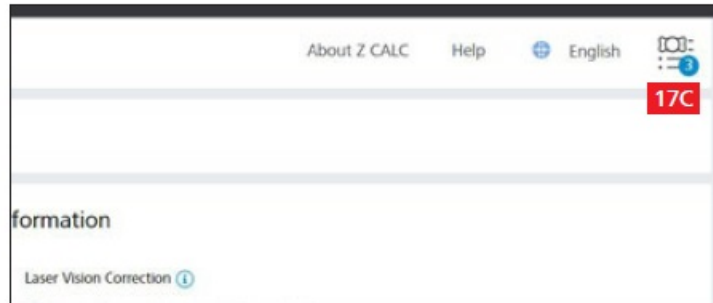 About Z CALC Help English
3
17C
formation
Laser Vision Correction i